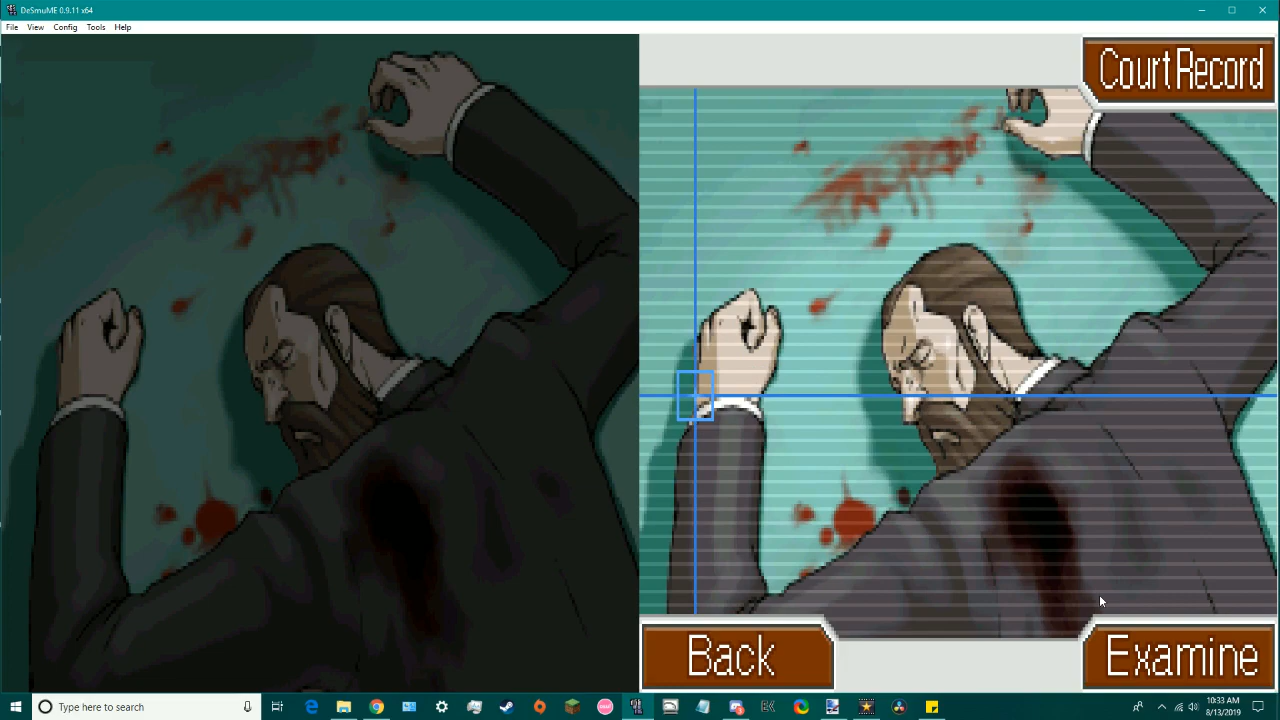 DeSmuME 0.9.11 x64
File View Config Tools Help
Court Record
Back
Examine
Type here to search
10:33 AM
8/13/2019